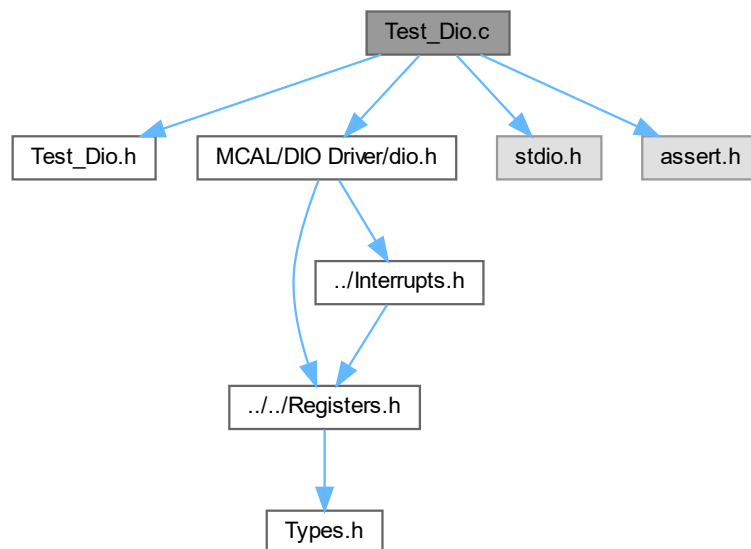 Test_Dio.c
Test_Dio.h
MCAL/DIO Driver/dio.h
stdio.h
assert.h
../Interrupts.h
../../Registers.h
Types.h